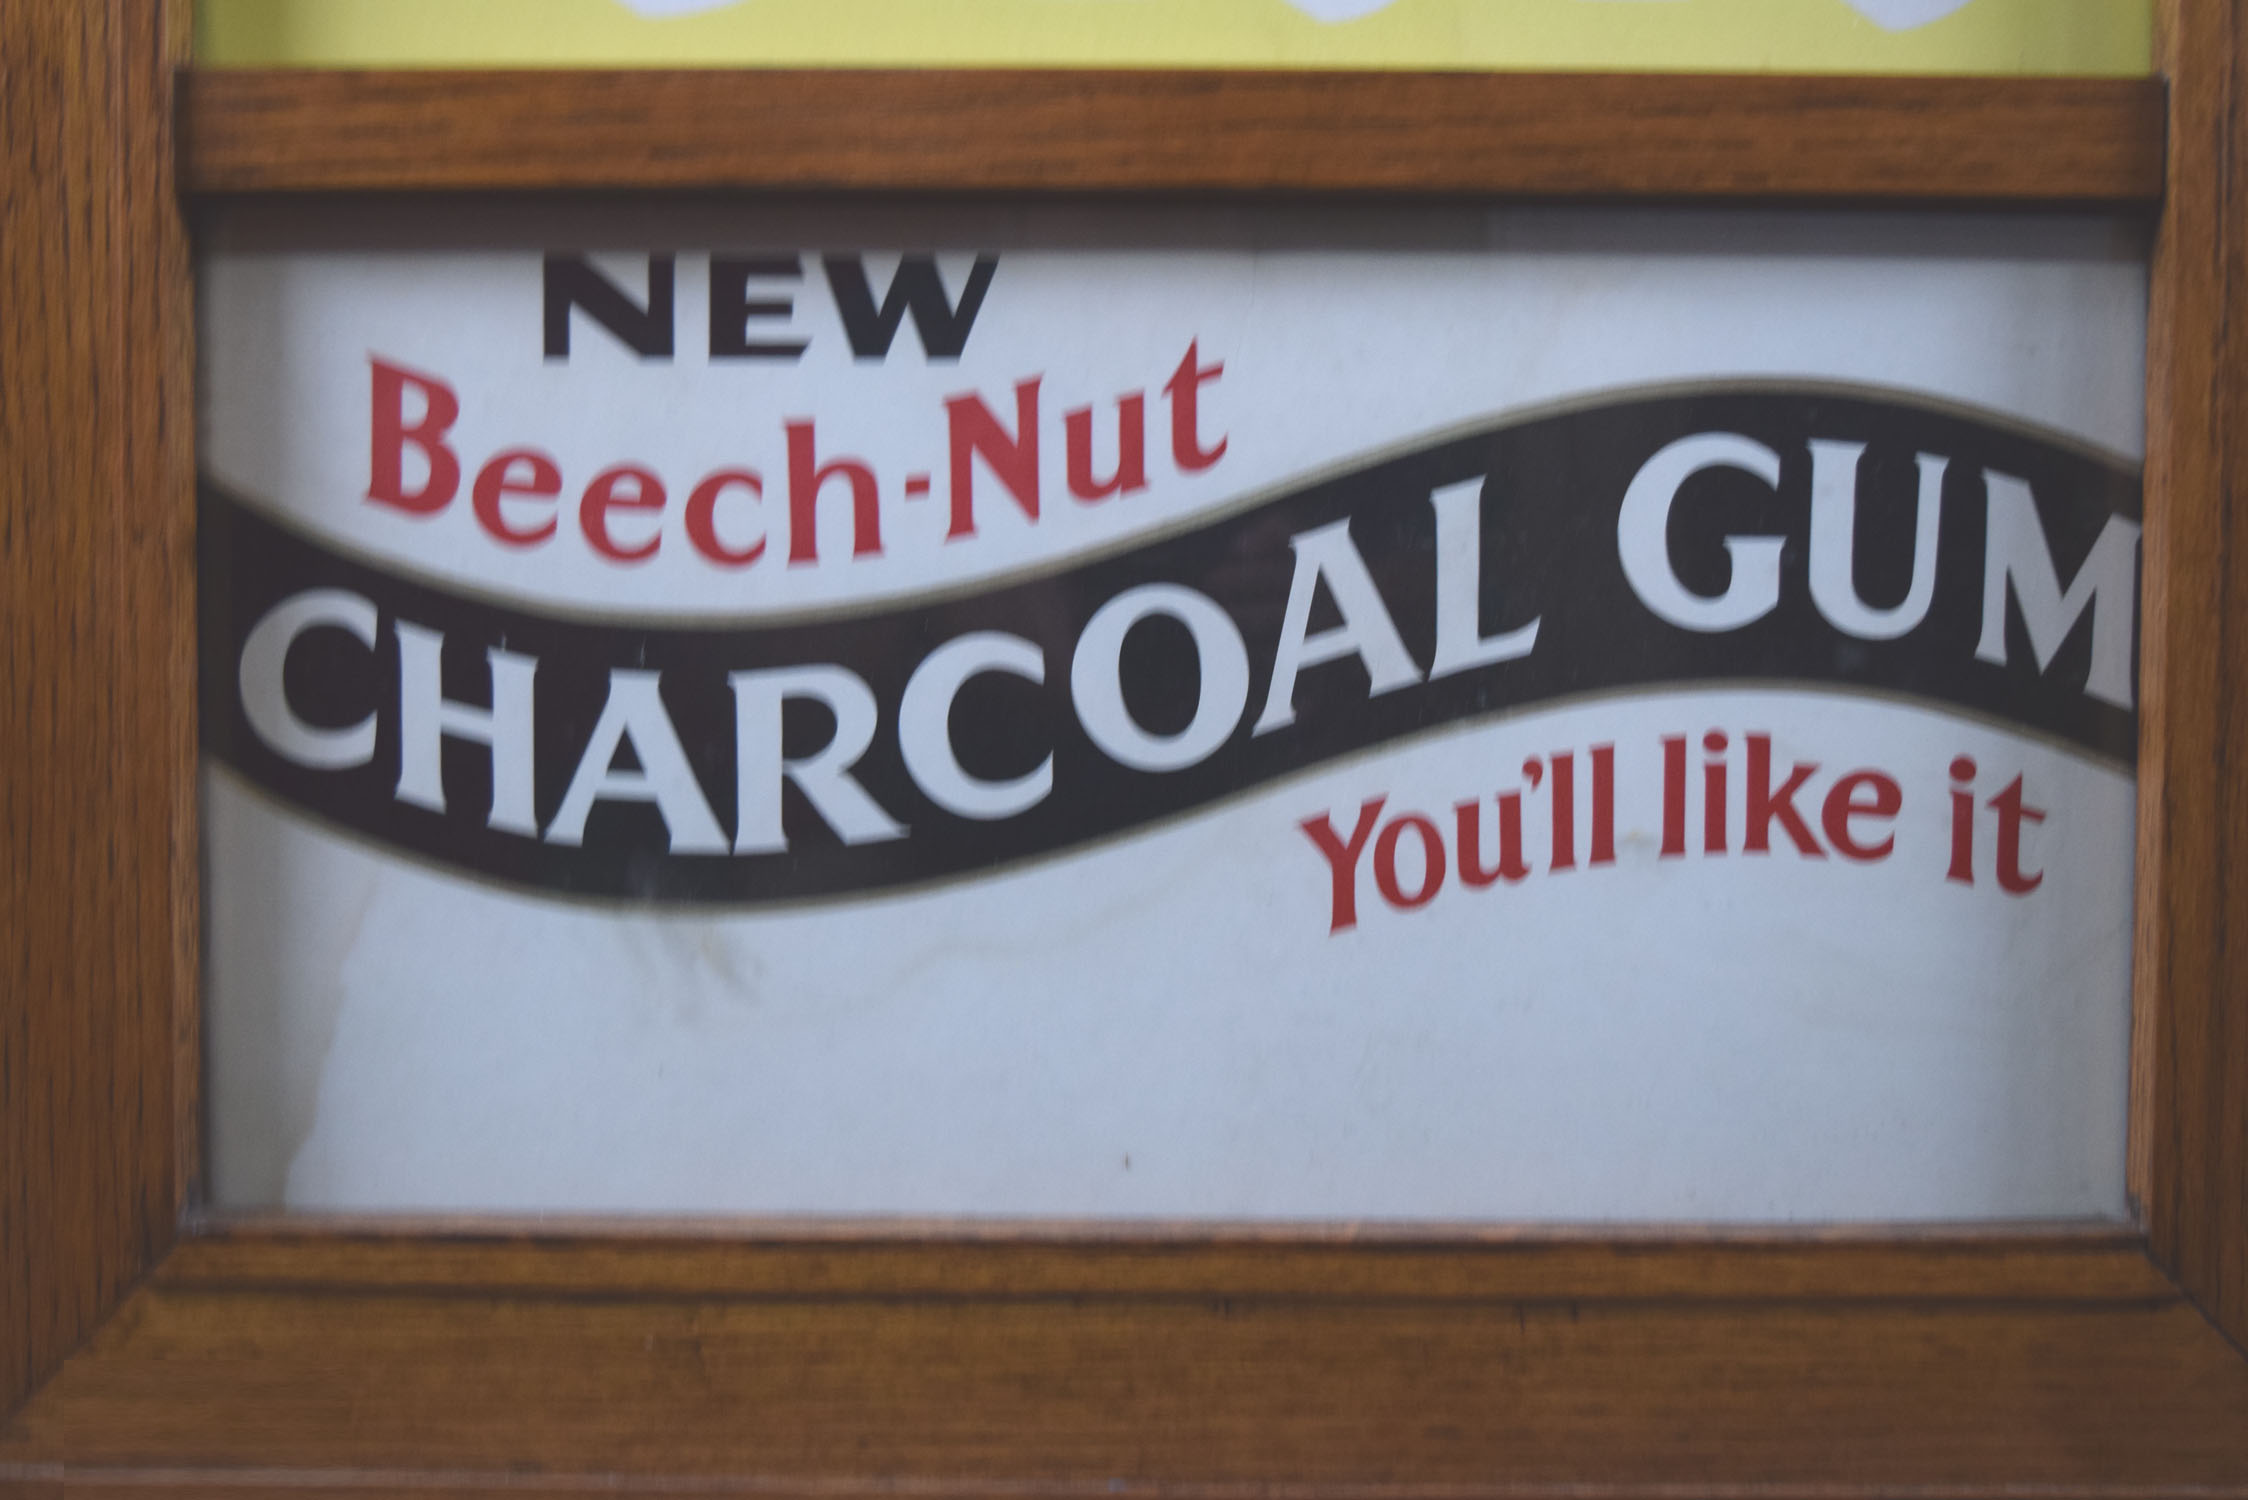 NEW
Beech-Nut
CHARCOAL GUM
You'll like it